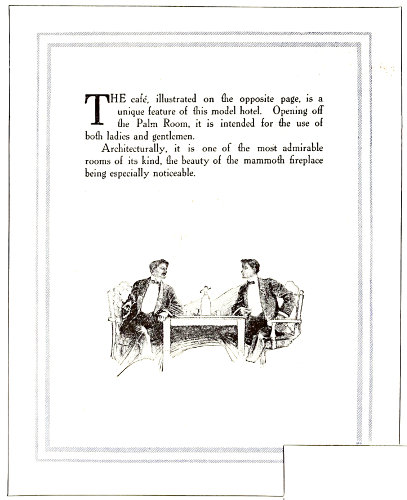 THE café, illustrated on the opposite page, is a
unique feature of this model hotel. Opening off
the Palm Room, it is intended for the use of
both ladies and gentlemen.
Architecturally, it is one of the most admirable
rooms of its kind, the beauty of the mammoth fireplace
being especially noticeable.